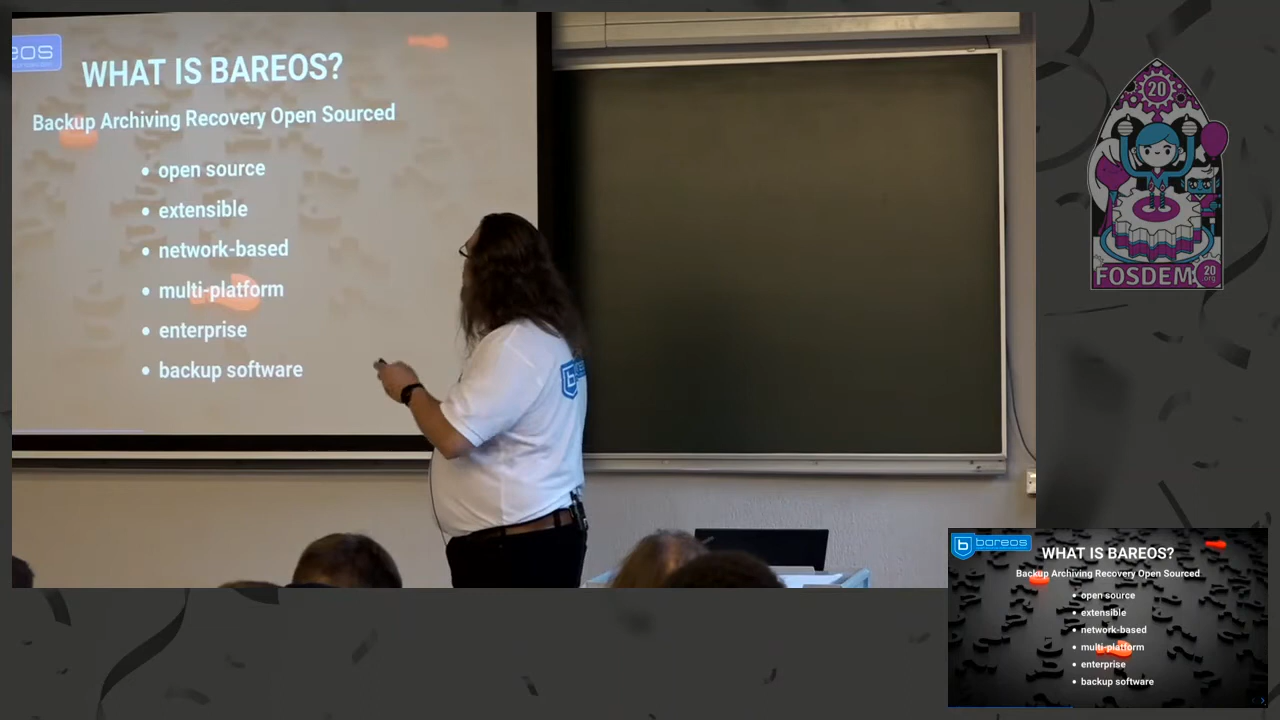 eos
WHAT IS BAREOS?
Backup Archiving Recovery Open Sourced
• open source
• extensible
• network-based
• multi-platform
• enterprise
• backup software
b
20
FOSDEM
20
.org
b bareos
WHAT IS BAREOS?
Backup Archiving Recovery Open Sourced
• open source
• extensible
• network-based
• multi-platform
• enterprise
• backup software